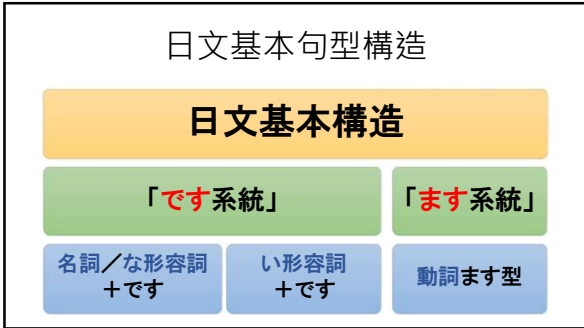 日文基本句型構造
日文基本構造
「です系統」
「ます系統」
名詞／な形容詞
＋です
い形容詞
＋です
動詞ます型